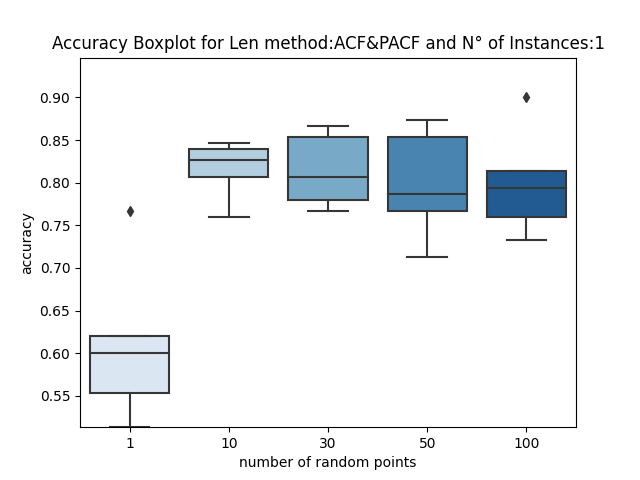 Accuracy Boxplot for Len method:ACF&PACF and N° of Instances:1
0.90
0.85
0.80
0.75
0.70
0.65
0.60
0.55
accuracy
1 10 30 50 100
number of random points